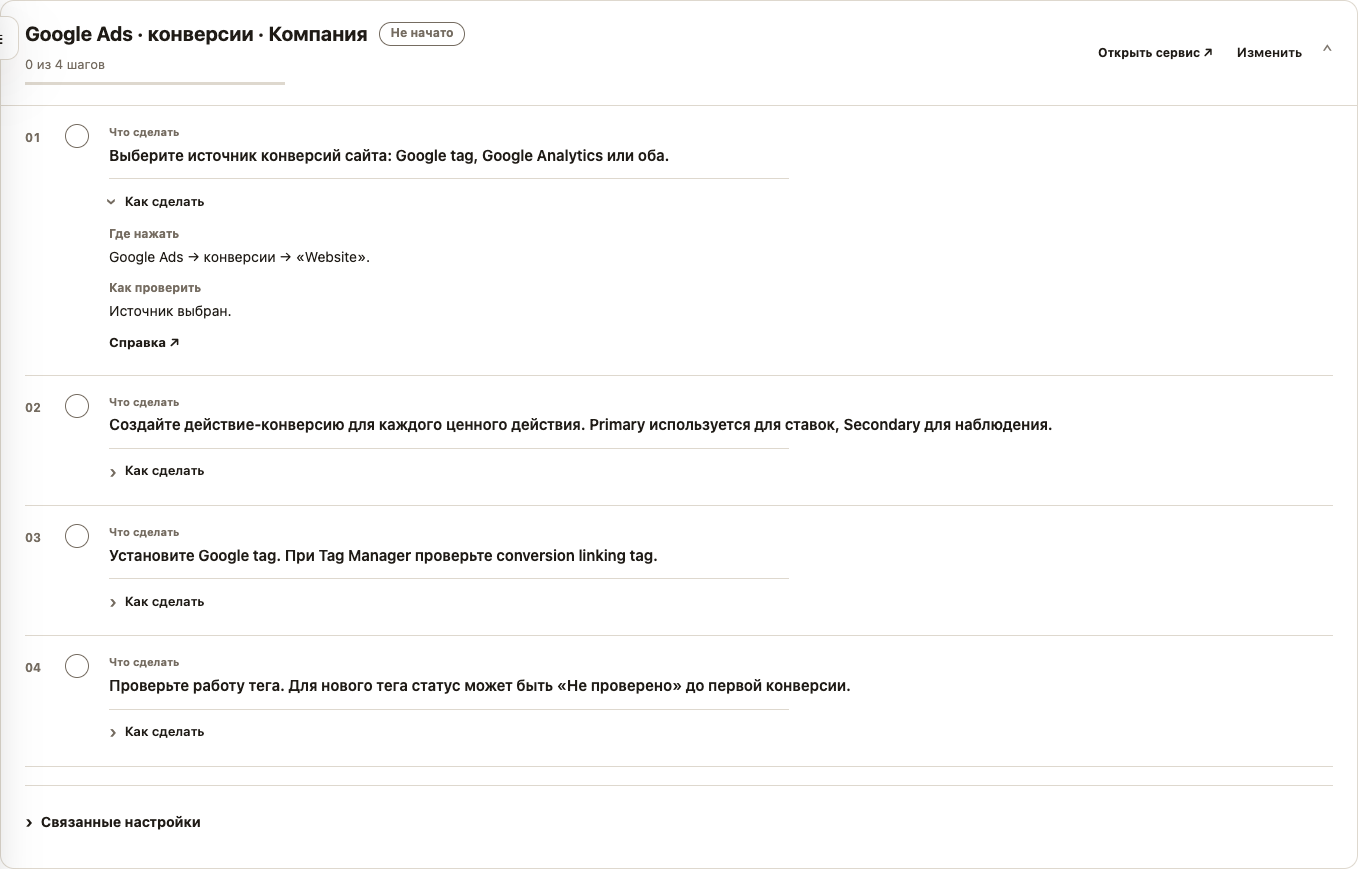 Google Ads · конверсии · Компания
Не начато
0 из 4 шагов
Открыть сервис ↗
Изменить
01
Что сделать
Выберите источник конверсий сайта: Google tag, Google Analytics или оба.
Как сделать
Где нажать
Google Ads → конверсии → «Website».
Как проверить
Источник выбран.
Справка ↗
02
Что сделать
Создайте действие-конверсию для каждого ценного действия. Primary используется для ставок, Secondary для наблюдения.
Как сделать
03
Что сделать
Установите Google tag. При Tag Manager проверьте conversion linking tag.
Как сделать
04
Что сделать
Проверьте работу тега. Для нового тега статус может быть «Не проверено» до первой конверсии.
Как сделать
Связанные настройки